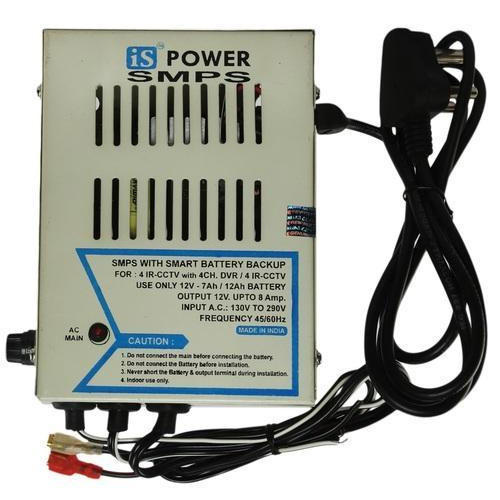 iS POWER
SMPS
SMPS WITH SMART BATTERY BACKUP
FOR : 4 IR-CCTV with 4CH. DVR / 4 IR-CCTV
USE ONLY 12V - 7Ah / 12Ah BATTERY
OUTPUT 12V. UPTO 8 Amp.
INPUT A.C.: 130V TO 290V
FREQUENCY 45/60Hz
MADE IN INDIA
AC
MAIN
CAUTION :
1. Do not connect the main before connecting the battery.
2. Do not connect the Battery before installation.
3. Never short the Battery & output terminal during installation.
4. Indoor use only.